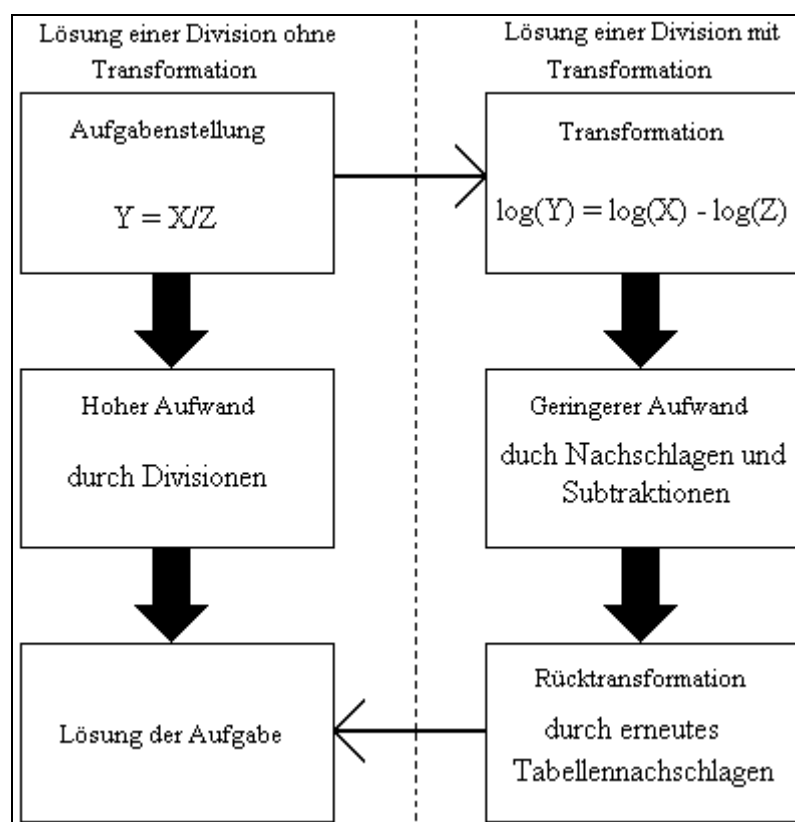 Lösung einer Division ohne
Transformation
Aufgabenstellung
Y = X/Z
Hoher Aufwand
durch Divisionen
Lösung der Aufgabe
Lösung einer Division mit
Transformation
Transformation
log(Y) = log(X) - log(Z)
Geringerer Aufwand
duch Nachschlagen und
Subtraktionen
Rücktransformation
durch erneutes
Tabellennachschlagen